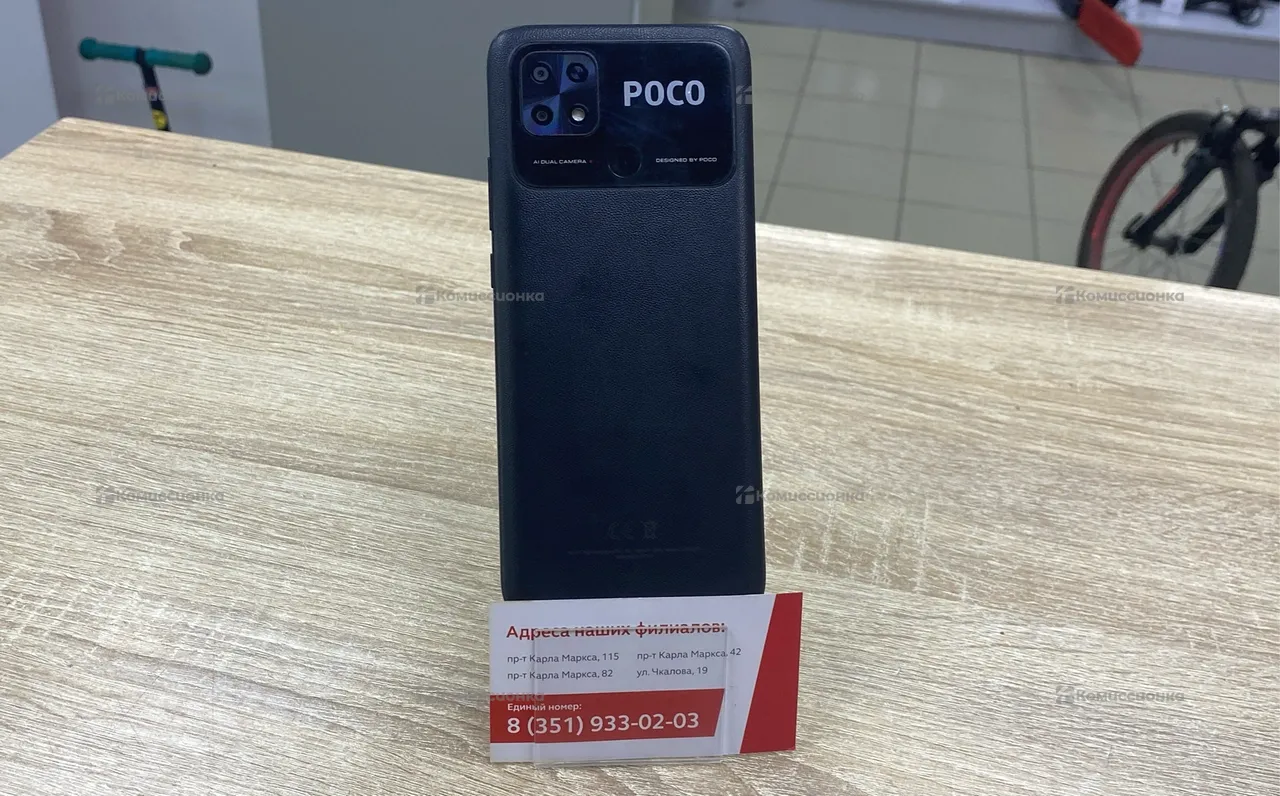 POCO
AI DUAL CAMERA
DESIGNED BY POCO
Адреса наших филиалов:
пр-т Карла Маркса, 115
пр-т Карла Маркса, 42
пр-т Карла Маркса, 82
ул. Чкалова, 19
Единый номер:
8 (351) 933-02-03
Комиссионка
Комиссионка
Комиссионка
Комиссионка
Комиссионка